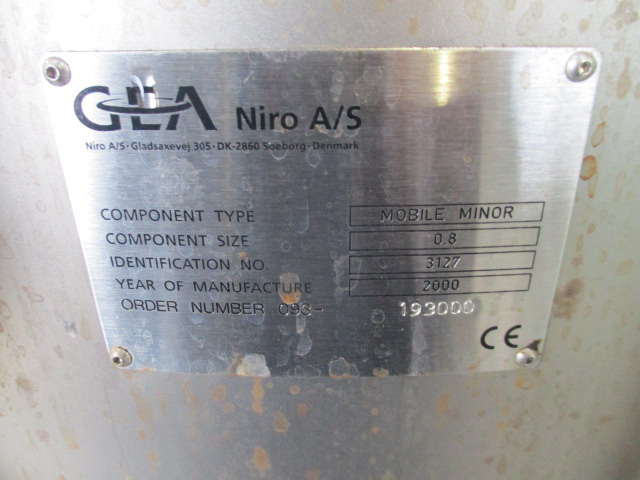 GEA Niro A/S
Niro A/S · Gladsaxevej 305 · DK-2860 Soeborg · Denmark
COMPONENT TYPE MOBILE MINOR
COMPONENT SIZE 0.8
IDENTIFICATION NO. 3127
YEAR OF MANUFACTURE 2000
ORDER NUMBER 093- 193000
CE